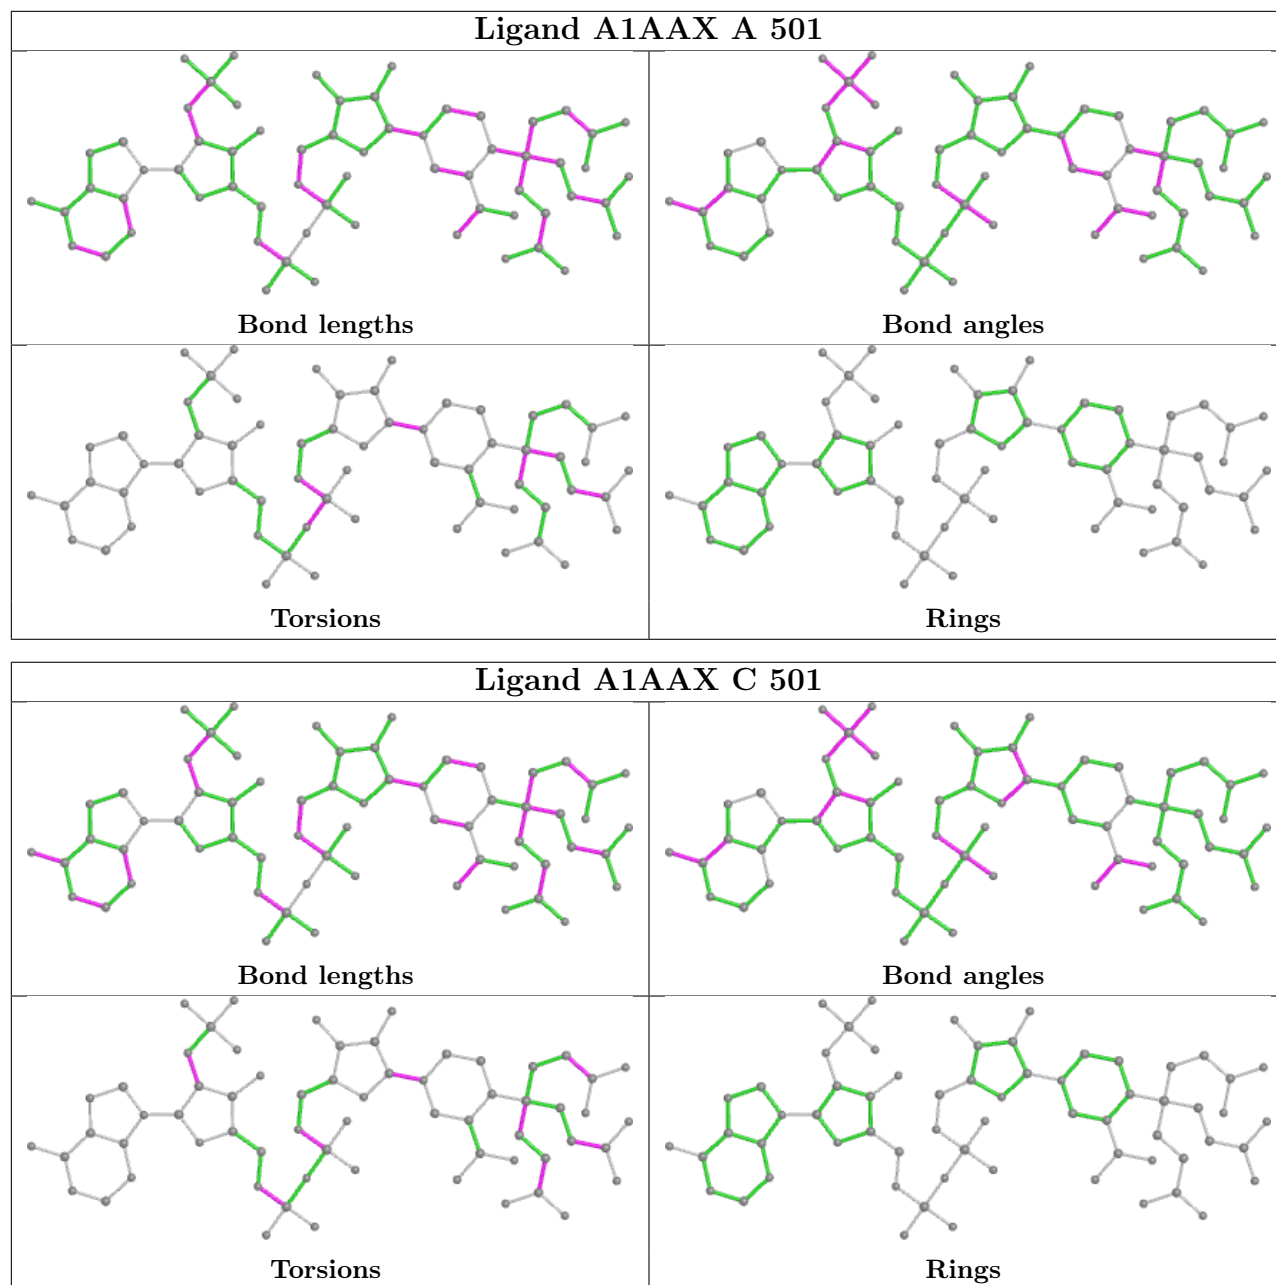 Ligand A1AAX A 501
Bond lengths
Bond angles
Torsions
Rings
Ligand A1AAX C 501
Bond lengths
Bond angles
Torsions
Rings